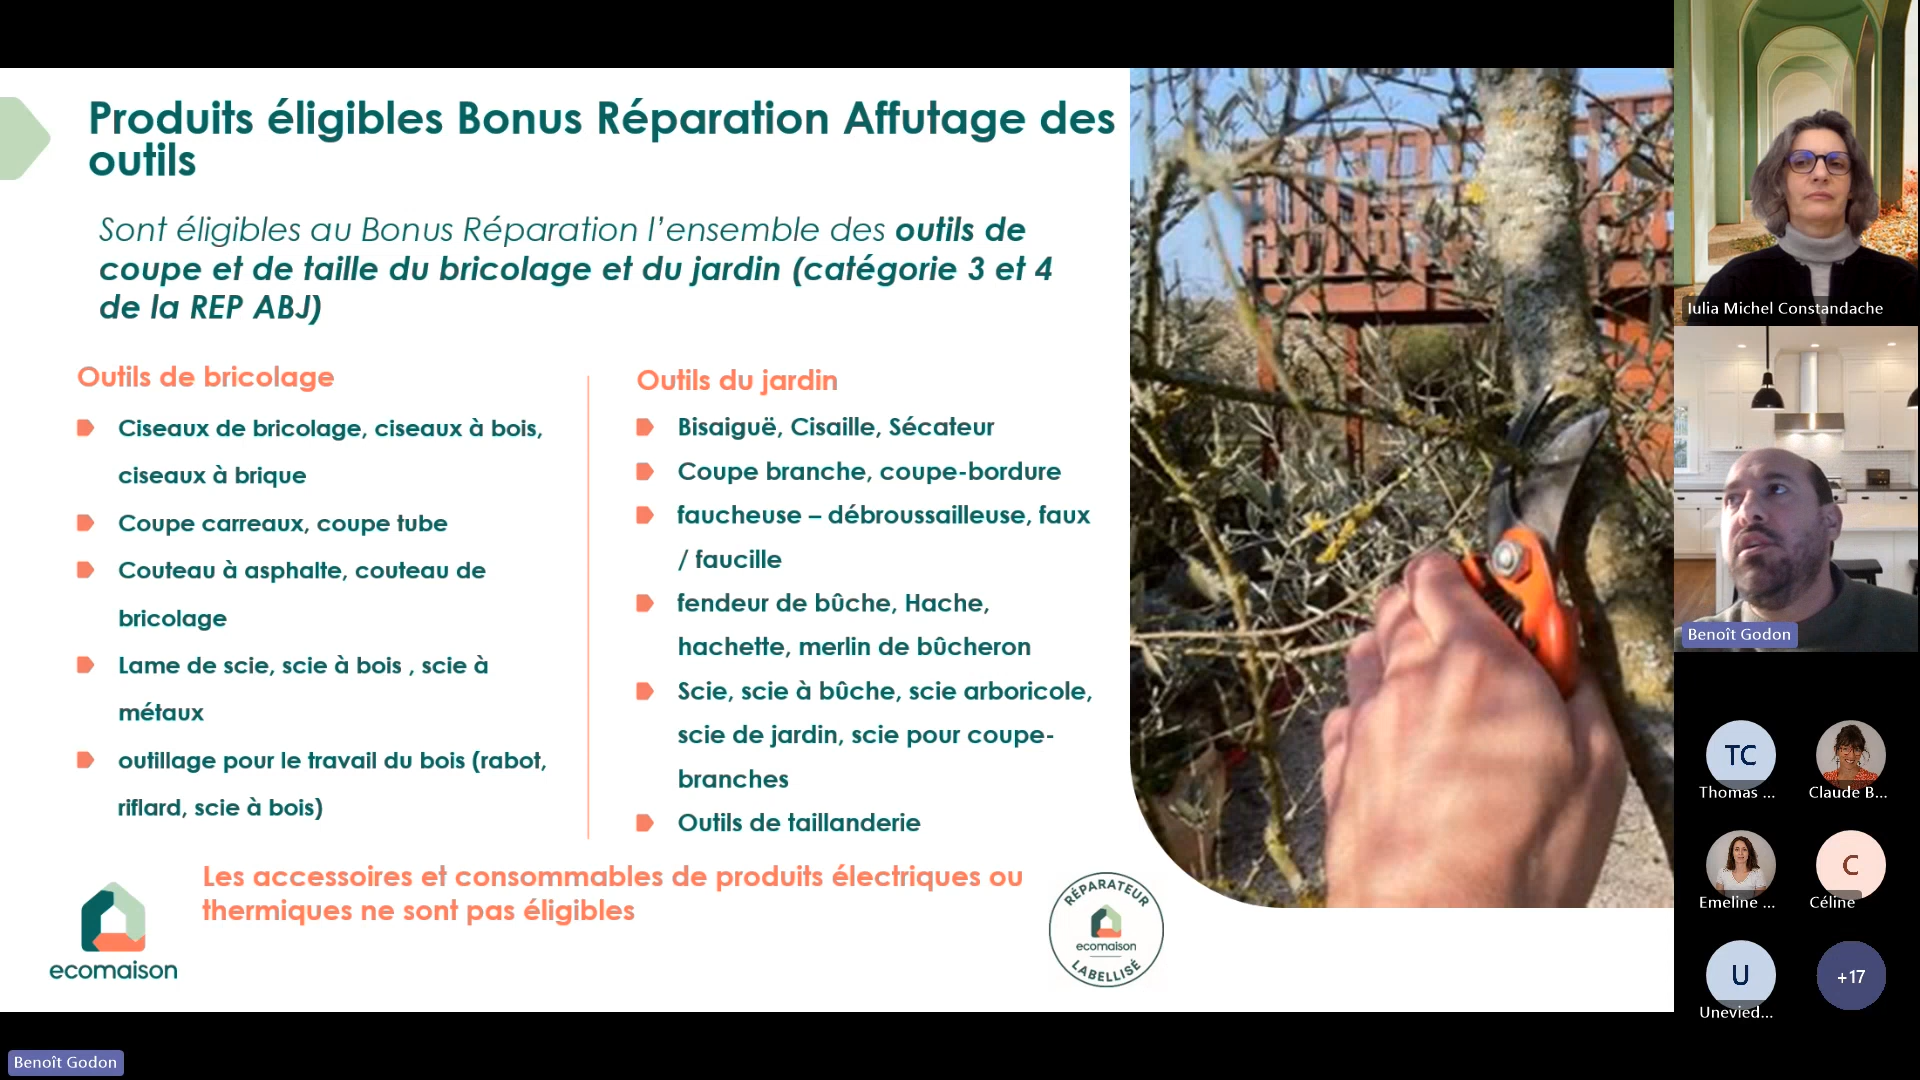 Produits éligibles Bonus Réparation Affutage des
outils
Sont éligibles au Bonus Réparation l'ensemble des outils de
coupe et de taille du bricolage et du jardin (catégorie 3 et 4
de la REP ABJ)
Outils de bricolage
Ciseaux de bricolage, ciseaux à bois,
ciseaux à brique
Coupe carreaux, coupe tube
Couteau à asphalte, couteau de
bricolage
Lame de scie, scie à bois , scie à
métaux
outillage pour le travail du bois (rabot,
riflard, scie à bois)
Outils du jardin
Bisaiguë, Cisaille, Sécateur
Coupe branche, coupe-bordure
faucheuse – débroussailleuse, faux
/ faucille
fendeur de bûche, Hache,
hachette, merlin de bûcheron
Scie, scie à bûche, scie arboricole,
scie de jardin, scie pour coupe-
branches
Outils de taillanderie
Les accessoires et consommables de produits électriques ou
thermiques ne sont pas éligibles
ecomaison
RÉPARATEUR
ecomaison
LABELLISÉ
Iulia Michel Constandache
Benoît Godon
TC
Thomas ...
Claude B...
Emeline ...
C
Céline
U
Unevied...
+17
Benoît Godon